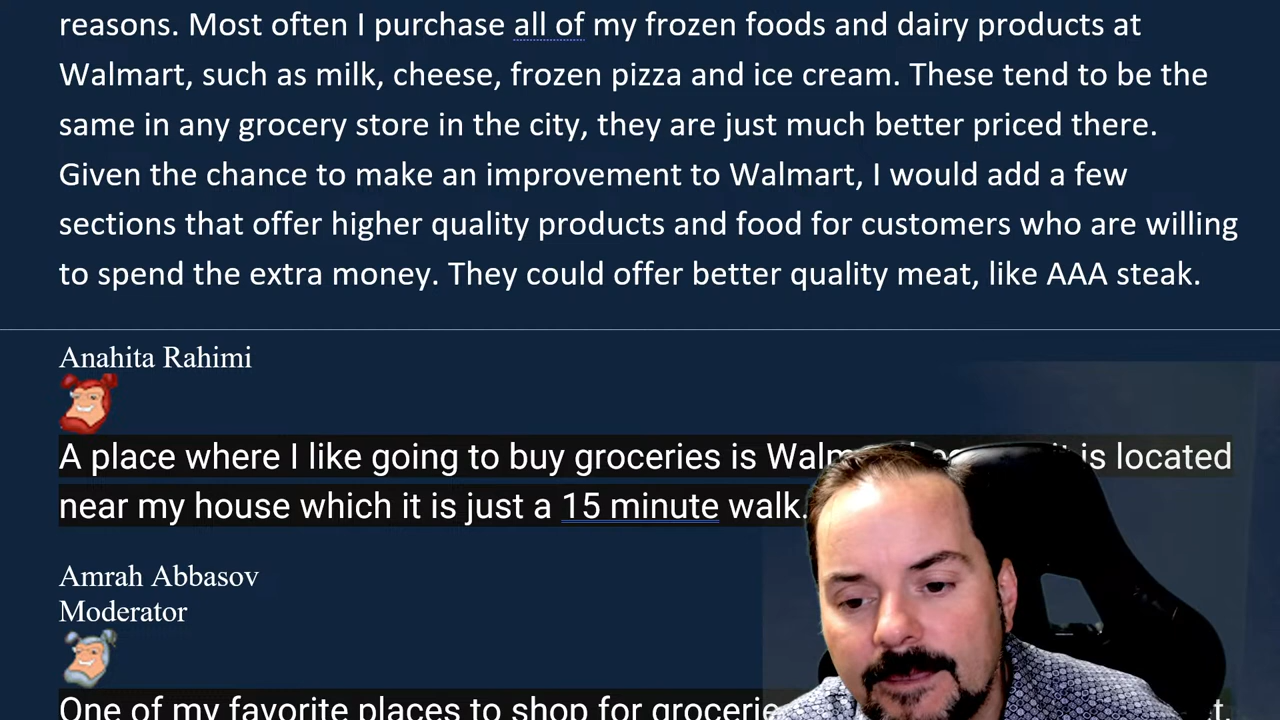 reasons. Most often I purchase all of my frozen foods and dairy products at
Walmart, such as milk, cheese, frozen pizza and ice cream. These tend to be the
same in any grocery store in the city, they are just much better priced there.
Given the chance to make an improvement to Walmart, I would add a few
sections that offer higher quality products and food for customers who are willing
to spend the extra money. They could offer better quality meat, like AAA steak.
Anahita Rahimi
A place where I like going to buy groceries is is located
near my house which it is just a 15 minute walk.
Amrah Abbasov
Moderator
One of my favorite places to shop for